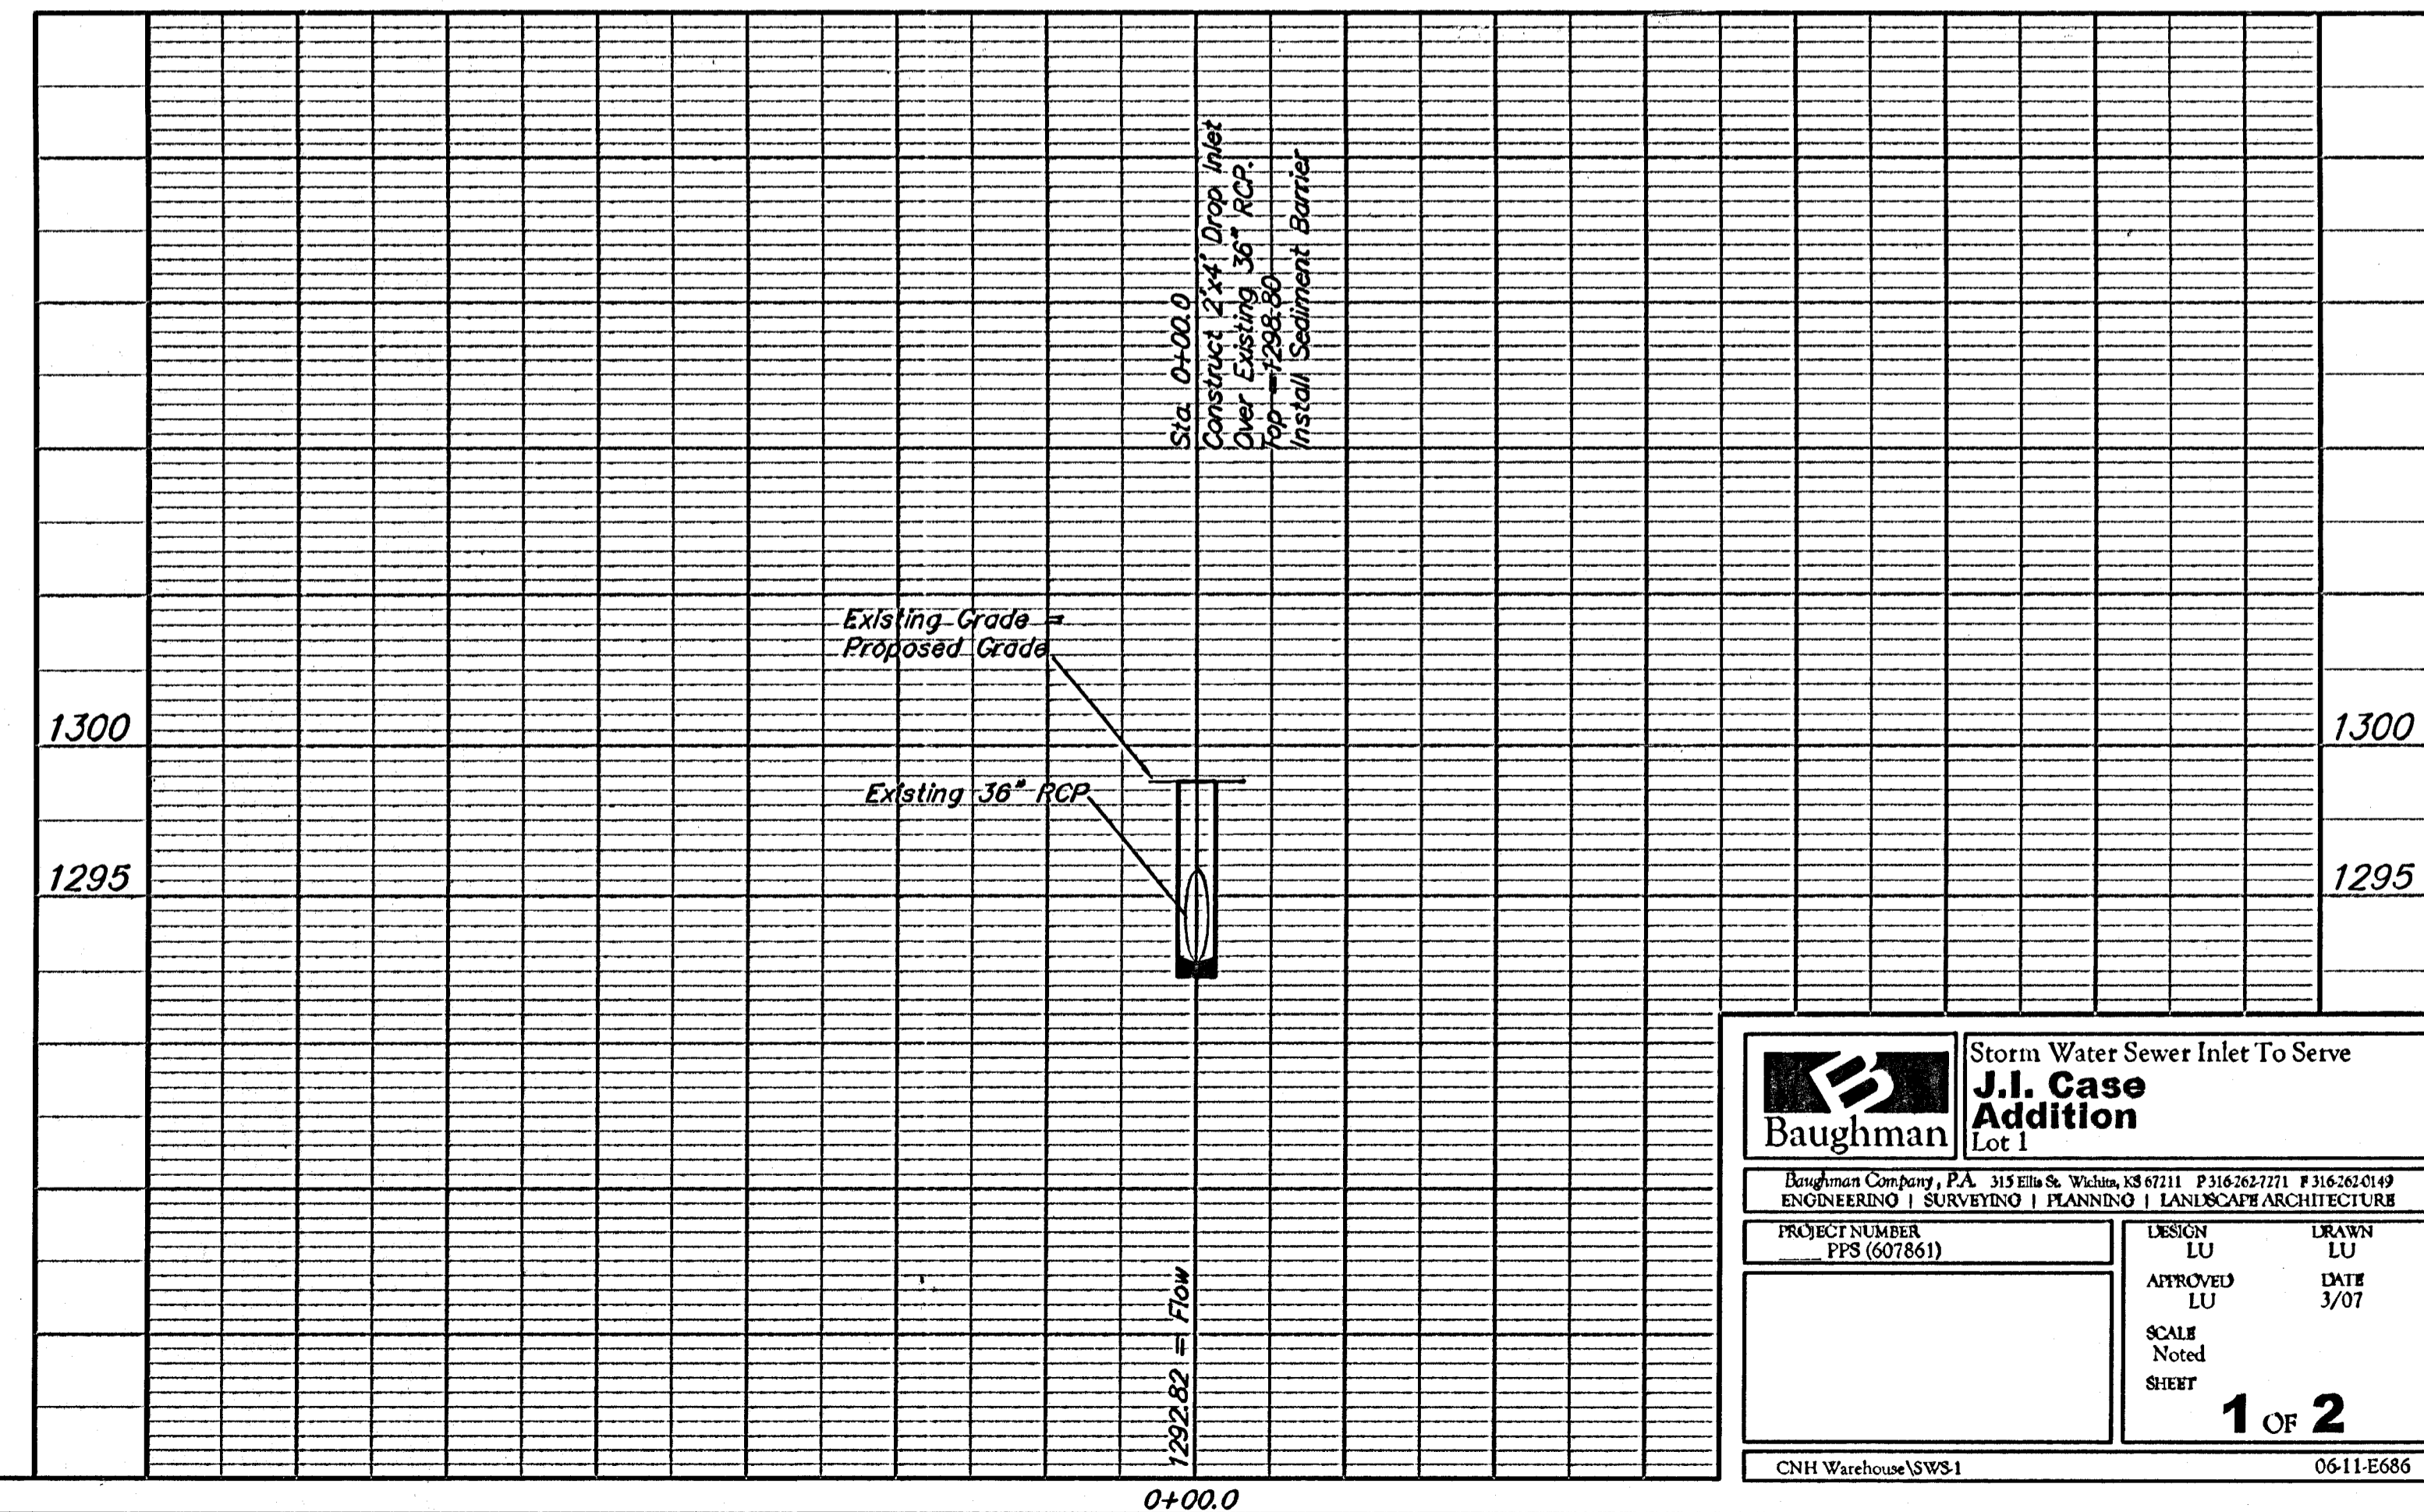 Sta. 0+00.0
Construct 2'x4' Drop Inlet
Over Existing 36" RCP.
Top = 1298.80
Install Sediment Barrier
Existing Grade =
Proposed Grade
1300
1300
Existing 36" RCP
1295
1295
1292.82 = Flow
0+00.0
Baughman
Storm Water Sewer Inlet To Serve
J.I. Case
Addition
Lot 1
Baughman Company, P.A. 315 Ellis St. Wichita, KS 67211 P 316-262-7271 F 316-262-0149
ENGINEERING | SURVEYING | PLANNING | LANDSCAPE ARCHITECTURE
PROJECT NUMBER
____ PPS (607861)
DESIGN DRAWN
LU LU
APPROVED DATE
LU 3/07
SCALE
Noted
SHEET
1 OF 2
CNH Warehouse\SWS-1 06-11-E686